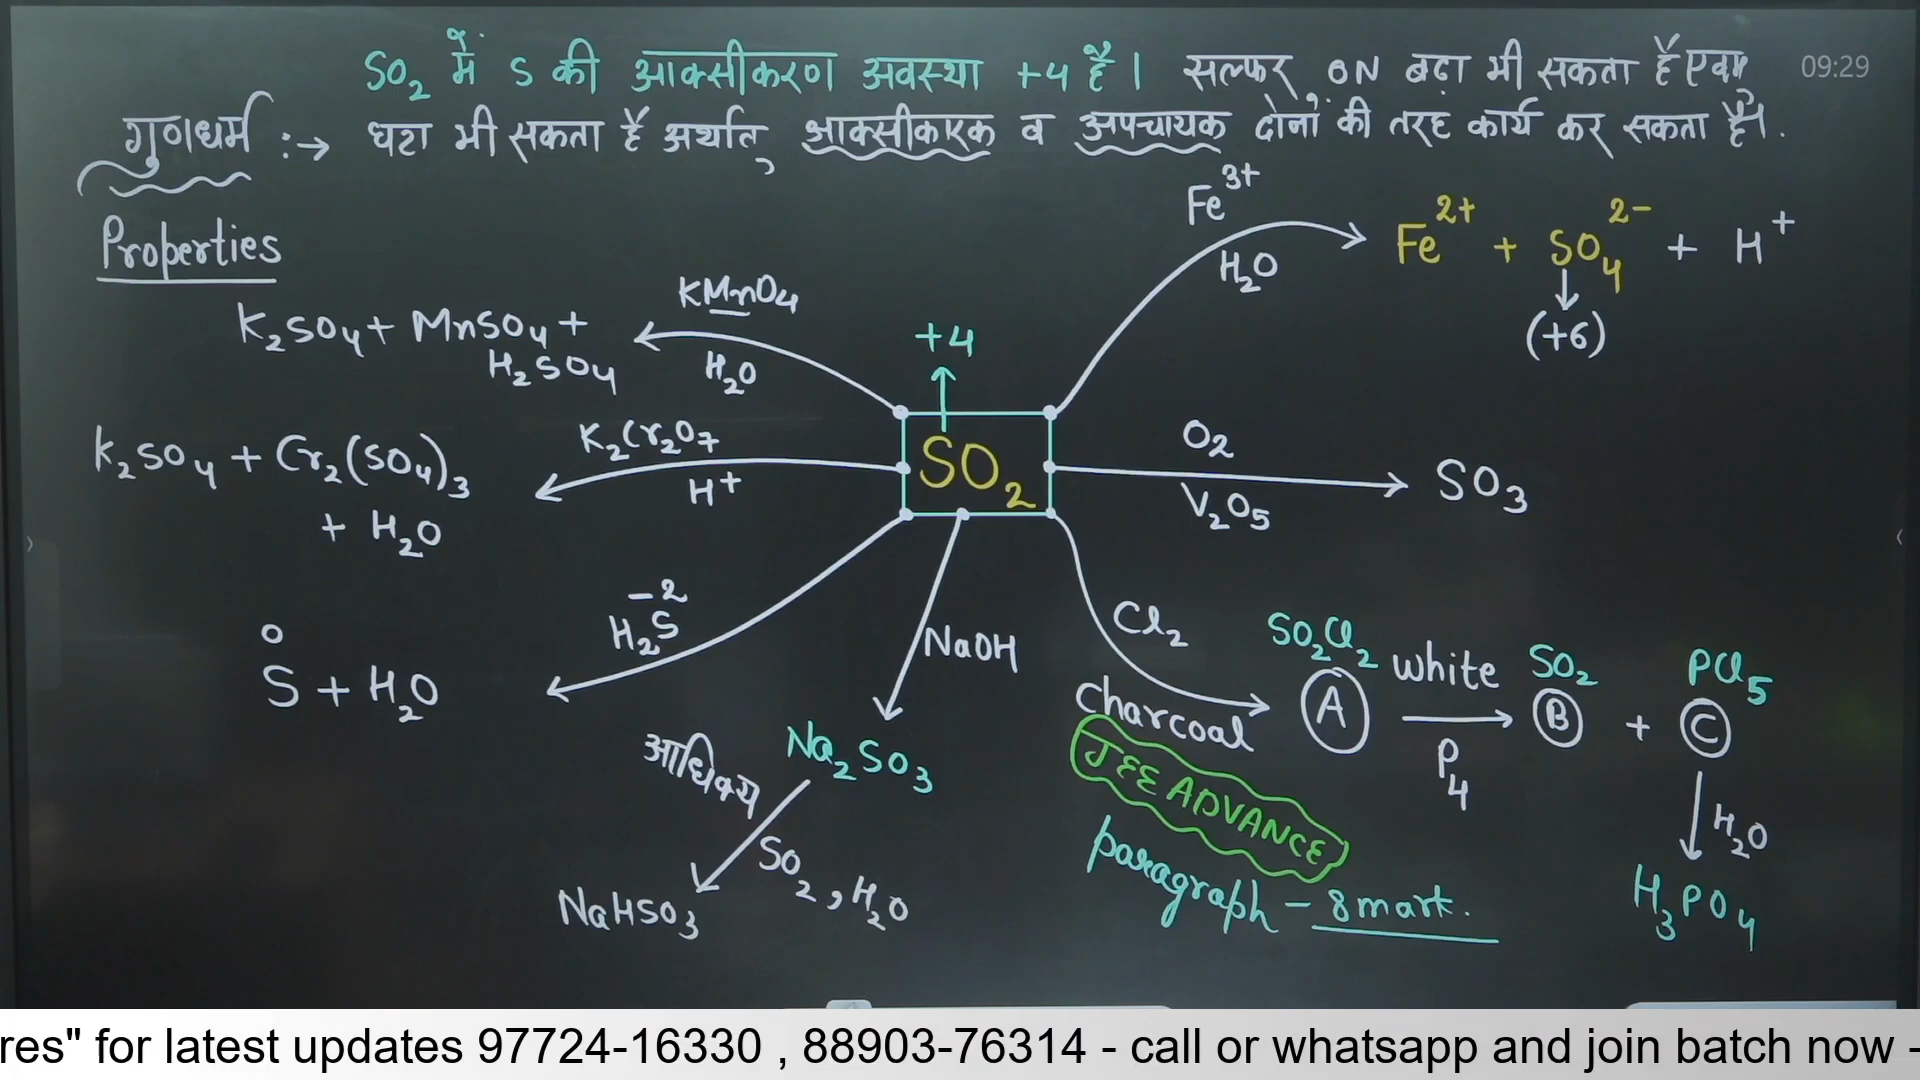 SO₂ में S की आक्सीकरण अवस्था +4 है। सल्फर, ON बढ़ा भी सकता है एवम्
09:29
गुणधर्म :→ घटा भी सकता है अर्थात, आक्सीकारक व अपचायक दोनों की तरह कार्य कर सकता है।
Properties
Fe³⁺
H₂O
Fe²⁺ + SO₄²⁻ + H⁺
(+6)
KMnO₄
H₂O
K₂SO₄ + MnSO₄ +
H₂SO₄
+4
SO₂
K₂Cr₂O₇
H⁺
K₂SO₄ + Cr₂(SO₄)₃
+ H₂O
O₂
V₂O₅
SO₃
-2
H₂S
0
S + H₂O
NaOH
Na₂SO₃
आधिक्य
SO₂, H₂O
NaHSO₃
Cl₂
charcoal
SO₂Cl₂
A
white
P₄
SO₂
B
+
PCl₅
C
H₂O
H₃PO₄
JEE ADVANCE
paragraph - 8 mark.
res" for latest updates 97724-16330 , 88903-76314 - call or whatsapp and join batch now -